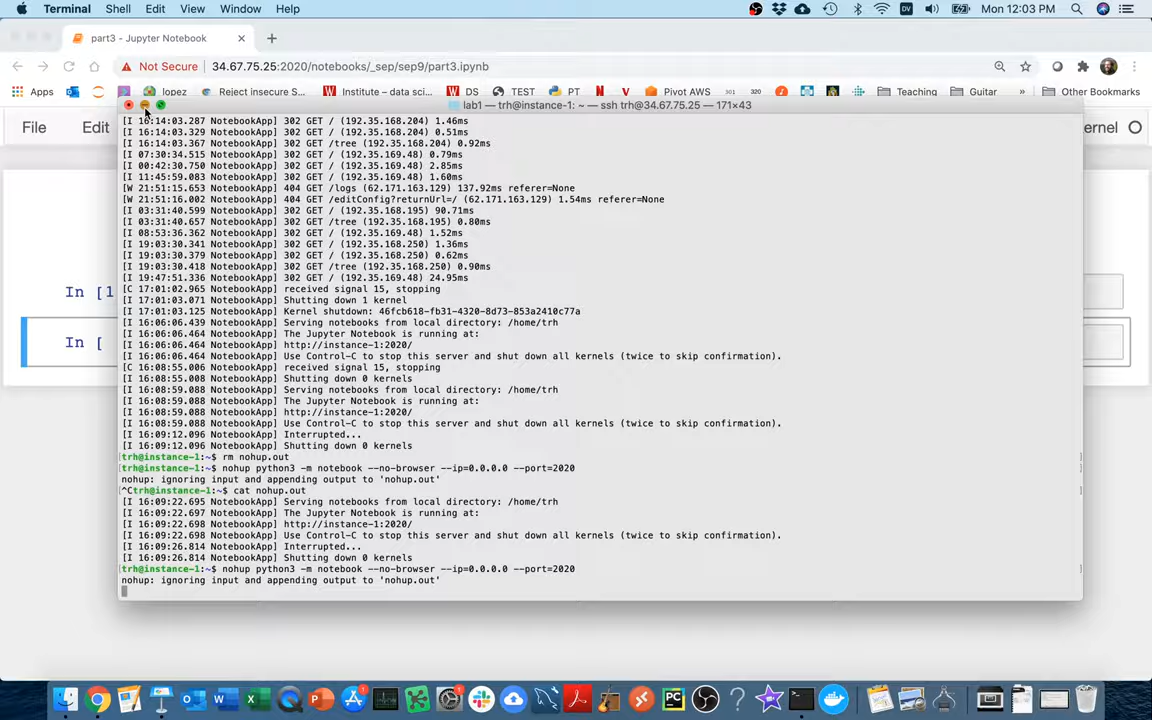 Terminal Shell Edit View Window Help Mon 12:03 PM
part3 - Jupyter Notebook
Not Secure 34.67.75.25:2020/notebooks/_sep/sep9/part3.ipynb
Apps lopez Reject insecure S... Institute – data sci... DS TEST PT Pivot AWS 301 320 Teaching Guitar Other Bookmarks
lab1 — trh@instance-1: ~ — ssh trh@34.67.75.25 — 171×43
File Edit ernel
[I 16:14:03.287 NotebookApp] 302 GET / (192.35.168.204) 1.46ms
[I 16:14:03.329 NotebookApp] 302 GET / (192.35.168.204) 0.51ms
[I 16:14:03.367 NotebookApp] 302 GET /tree (192.35.168.204) 0.92ms
[I 07:30:34.515 NotebookApp] 302 GET / (192.35.169.48) 0.79ms
[I 00:42:30.750 NotebookApp] 302 GET / (192.35.169.48) 2.85ms
[I 11:45:59.083 NotebookApp] 302 GET / (192.35.169.48) 1.60ms
[W 21:51:15.653 NotebookApp] 404 GET /logs (62.171.163.129) 137.92ms referer=None
[W 21:51:16.002 NotebookApp] 404 GET /editConfig?returnUrl=/ (62.171.163.129) 1.54ms referer=None
[I 03:31:40.599 NotebookApp] 302 GET / (192.35.168.195) 90.71ms
[I 03:31:40.657 NotebookApp] 302 GET /tree (192.35.168.195) 0.80ms
[I 08:53:36.362 NotebookApp] 302 GET / (192.35.169.48) 1.52ms
[I 19:03:30.341 NotebookApp] 302 GET / (192.35.168.250) 1.36ms
[I 19:03:30.379 NotebookApp] 302 GET / (192.35.168.250) 0.62ms
[I 19:03:30.418 NotebookApp] 302 GET /tree (192.35.168.250) 0.90ms
[I 19:47:51.336 NotebookApp] 302 GET / (192.35.169.48) 24.95ms
[C 17:01:02.965 NotebookApp] received signal 15, stopping
In [1
[I 17:01:03.071 NotebookApp] Shutting down 1 kernel
[I 17:01:03.125 NotebookApp] Kernel shutdown: 46fcb618-fb31-4320-8d73-853a2410c77a
[I 16:06:06.439 NotebookApp] Serving notebooks from local directory: /home/trh
[I 16:06:06.464 NotebookApp] The Jupyter Notebook is running at:
In [
[I 16:06:06.464 NotebookApp] http://instance-1:2020/
[I 16:06:06.464 NotebookApp] Use Control-C to stop this server and shut down all kernels (twice to skip confirmation).
[C 16:08:55.006 NotebookApp] received signal 15, stopping
[I 16:08:55.008 NotebookApp] Shutting down 0 kernels
[I 16:08:59.088 NotebookApp] Serving notebooks from local directory: /home/trh
[I 16:08:59.088 NotebookApp] The Jupyter Notebook is running at:
[I 16:08:59.088 NotebookApp] http://instance-1:2020/
[I 16:08:59.088 NotebookApp] Use Control-C to stop this server and shut down all kernels (twice to skip confirmation).
[I 16:09:12.096 NotebookApp] Interrupted...
[I 16:09:12.096 NotebookApp] Shutting down 0 kernels
trh@instance-1:~$ rm nohup.out
trh@instance-1:~$ nohup python3 -m notebook --no-browser --ip=0.0.0.0 --port=2020
nohup: ignoring input and appending output to 'nohup.out'
^Ctrh@instance-1:~$ cat nohup.out
[I 16:09:22.695 NotebookApp] Serving notebooks from local directory: /home/trh
[I 16:09:22.697 NotebookApp] The Jupyter Notebook is running at:
[I 16:09:22.698 NotebookApp] http://instance-1:2020/
[I 16:09:22.698 NotebookApp] Use Control-C to stop this server and shut down all kernels (twice to skip confirmation).
[I 16:09:26.814 NotebookApp] Interrupted...
[I 16:09:26.814 NotebookApp] Shutting down 0 kernels
trh@instance-1:~$ nohup python3 -m notebook --no-browser --ip=0.0.0.0 --port=2020
nohup: ignoring input and appending output to 'nohup.out'